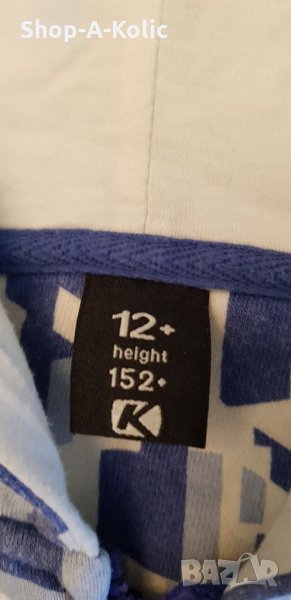 Shop-A-Kolic
12+
height
152+
K
BAZAR